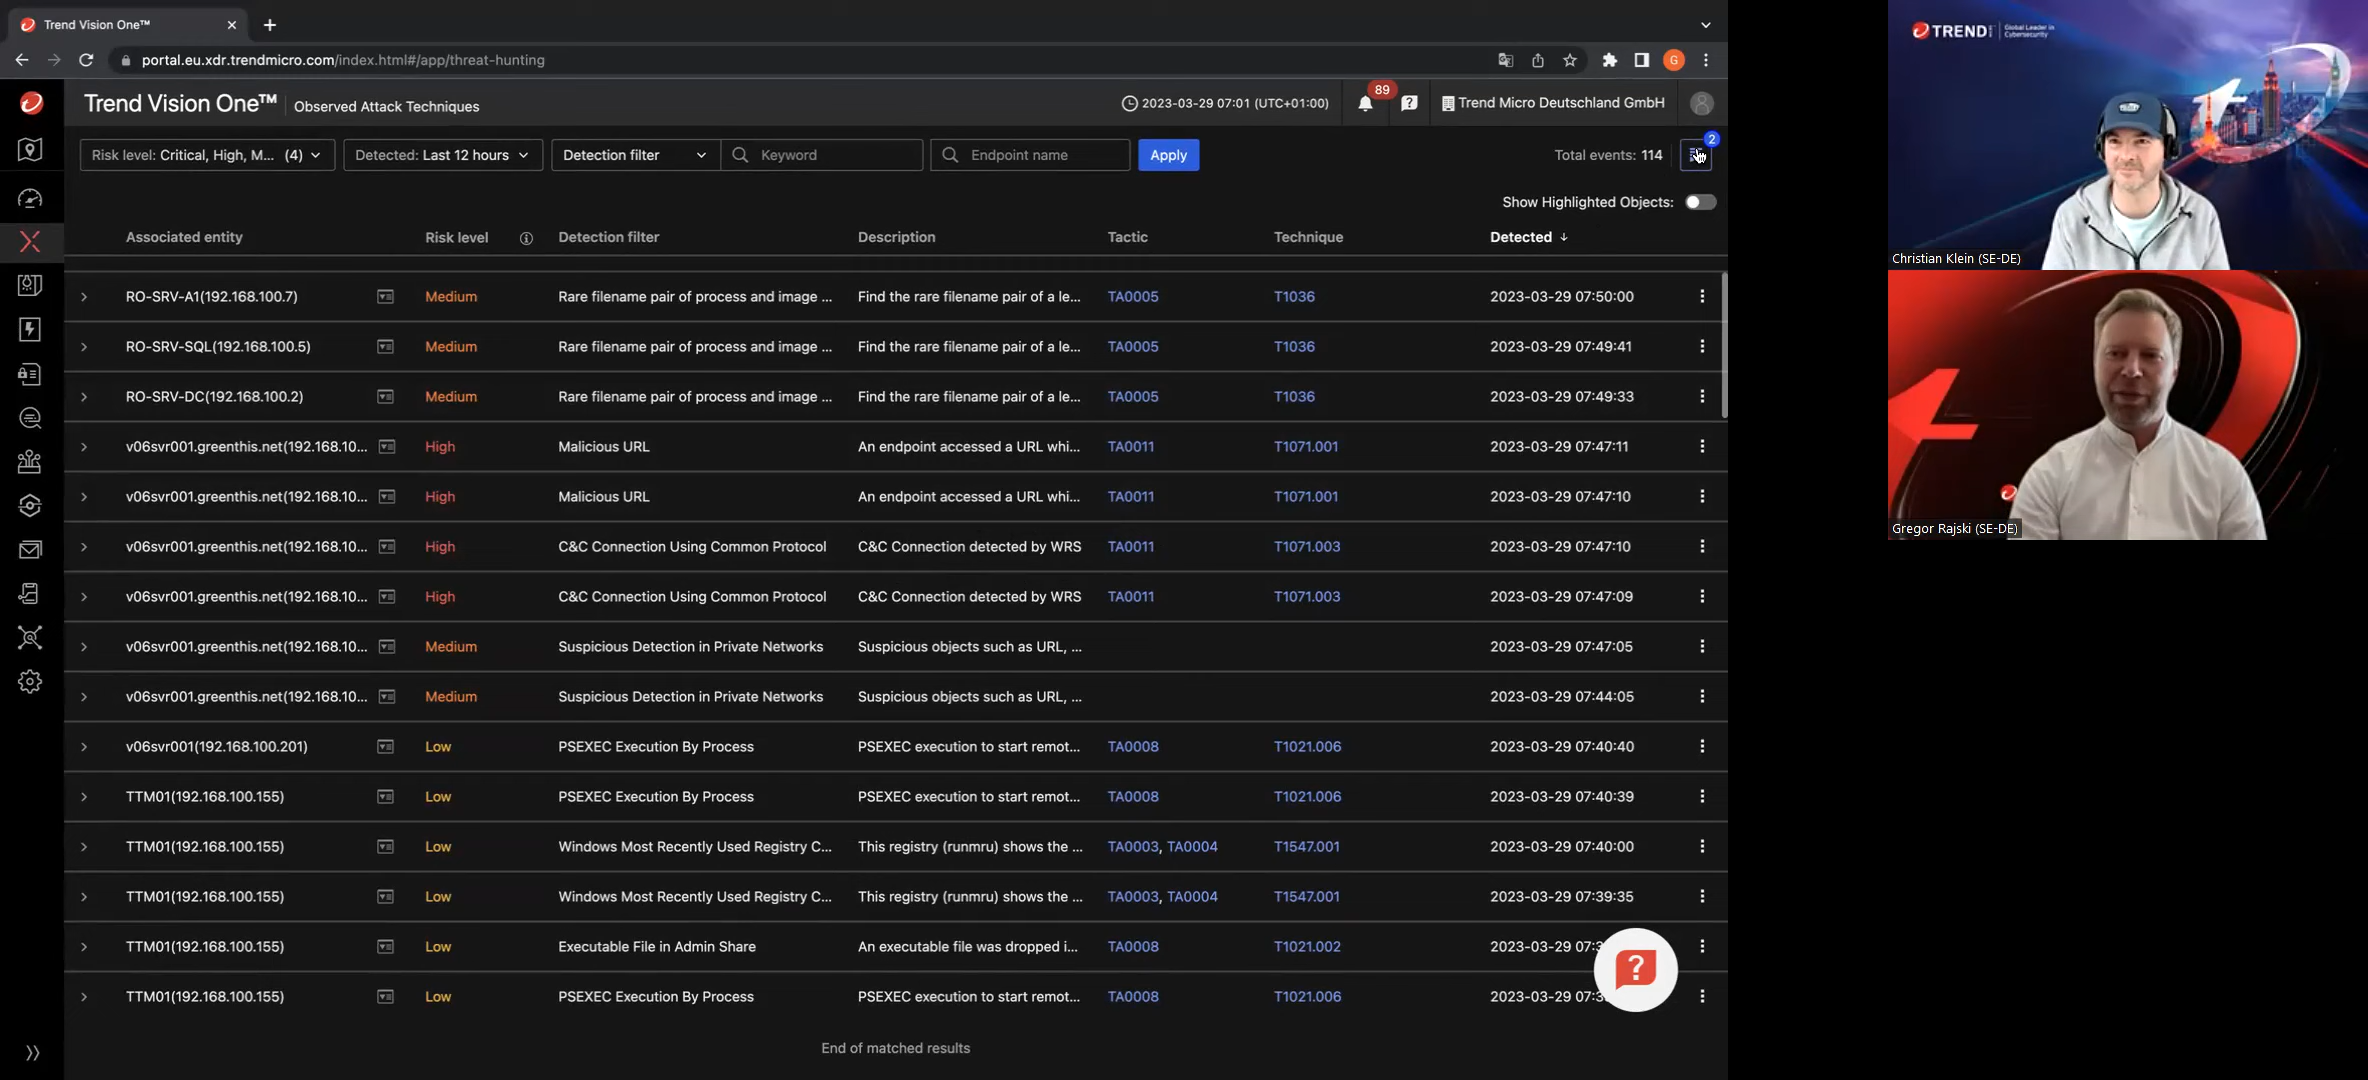 Trend Vision One™
portal.eu.xdr.trendmicro.com/index.html#/app/threat-hunting
G
Trend Vision One™ | Observed Attack Techniques
2023-03-29 07:01 (UTC+01:00)
89
Trend Micro Deutschland GmbH
Risk level: Critical, High, M... (4)
Detected: Last 12 hours
Detection filter
Keyword
Endpoint name
Apply
Total events: 114
2
Show Highlighted Objects:
Associated entity Risk level Detection filter Description Tactic Technique Detected ↓
RO-SRV-A1(192.168.100.7) Medium Rare filename pair of process and image ... Find the rare filename pair of a le... TA0005 T1036 2023-03-29 07:50:00
RO-SRV-SQL(192.168.100.5) Medium Rare filename pair of process and image ... Find the rare filename pair of a le... TA0005 T1036 2023-03-29 07:49:41
RO-SRV-DC(192.168.100.2) Medium Rare filename pair of process and image ... Find the rare filename pair of a le... TA0005 T1036 2023-03-29 07:49:33
v06svr001.greenthis.net(192.168.10... High Malicious URL An endpoint accessed a URL whi... TA0011 T1071.001 2023-03-29 07:47:11
v06svr001.greenthis.net(192.168.10... High Malicious URL An endpoint accessed a URL whi... TA0011 T1071.001 2023-03-29 07:47:10
v06svr001.greenthis.net(192.168.10... High C&C Connection Using Common Protocol C&C Connection detected by WRS TA0011 T1071.003 2023-03-29 07:47:10
v06svr001.greenthis.net(192.168.10... High C&C Connection Using Common Protocol C&C Connection detected by WRS TA0011 T1071.003 2023-03-29 07:47:09
v06svr001.greenthis.net(192.168.10... Medium Suspicious Detection in Private Networks Suspicious objects such as URL, ... 2023-03-29 07:47:05
v06svr001.greenthis.net(192.168.10... Medium Suspicious Detection in Private Networks Suspicious objects such as URL, ... 2023-03-29 07:44:05
v06svr001(192.168.100.201) Low PSEXEC Execution By Process PSEXEC execution to start remot... TA0008 T1021.006 2023-03-29 07:40:40
TTM01(192.168.100.155) Low PSEXEC Execution By Process PSEXEC execution to start remot... TA0008 T1021.006 2023-03-29 07:40:39
TTM01(192.168.100.155) Low Windows Most Recently Used Registry C... This registry (runmru) shows the ... TA0003, TA0004 T1547.001 2023-03-29 07:40:00
TTM01(192.168.100.155) Low Windows Most Recently Used Registry C... This registry (runmru) shows the ... TA0003, TA0004 T1547.001 2023-03-29 07:39:35
TTM01(192.168.100.155) Low Executable File in Admin Share An executable file was dropped i... TA0008 T1021.002 2023-03-29 07:3
TTM01(192.168.100.155) Low PSEXEC Execution By Process PSEXEC execution to start remot... TA0008 T1021.006 2023-03-29 07:3
End of matched results
TREND
Global Leader in
Cybersecurity
Christian Klein (SE-DE)
Gregor Rajski (SE-DE)